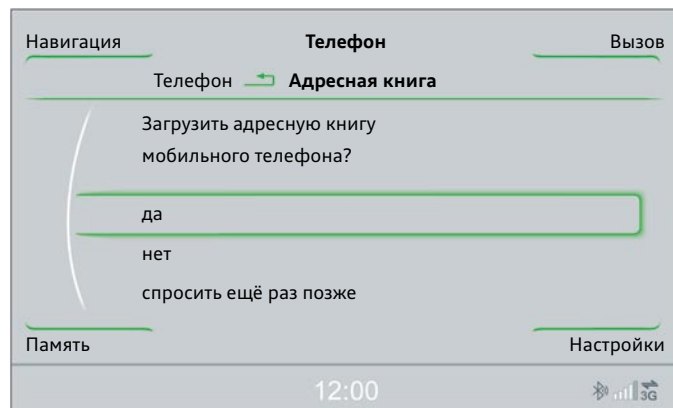 Навигация Телефон Вызов
Телефон Адресная книга
Загрузить адресную книгу
мобильного телефона?
да
нет
спросить ещё раз позже
Память Настройки
12:00 3G